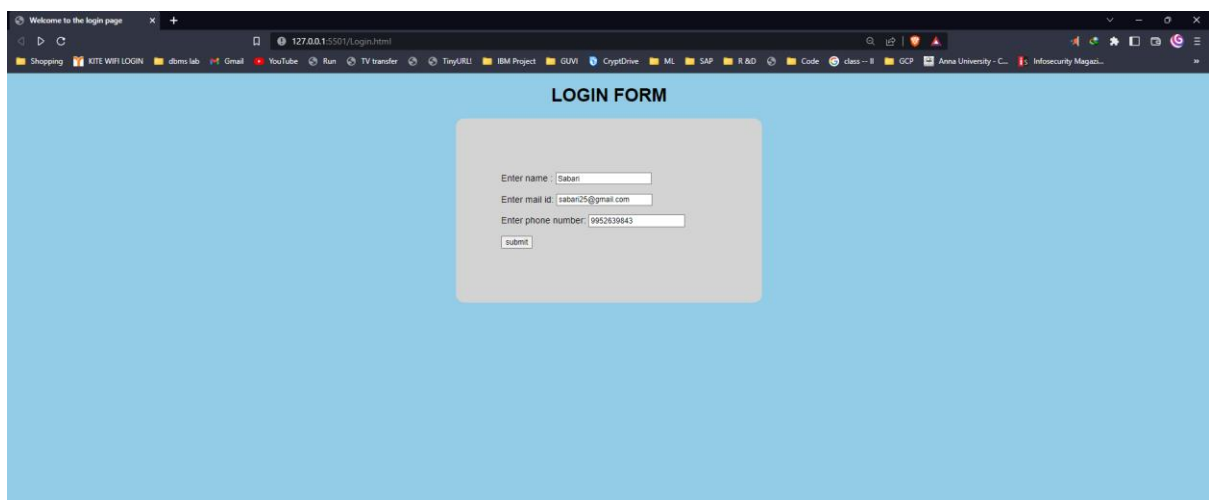 Welcome to the login page
127.0.0.1:5501/Login.html
Shopping KITE WIFI LOGIN dbms lab Gmail YouTube Run TV transfer TinyURL! IBM Project GUVI CryptDrive ML SAP R &D Code class -- II GCP Anna University - C... Infosecurity Magazi...
LOGIN FORM
Enter name : Sabari
Enter mail id: sabari25@gmail.com
Enter phone number: 9952639843
submit